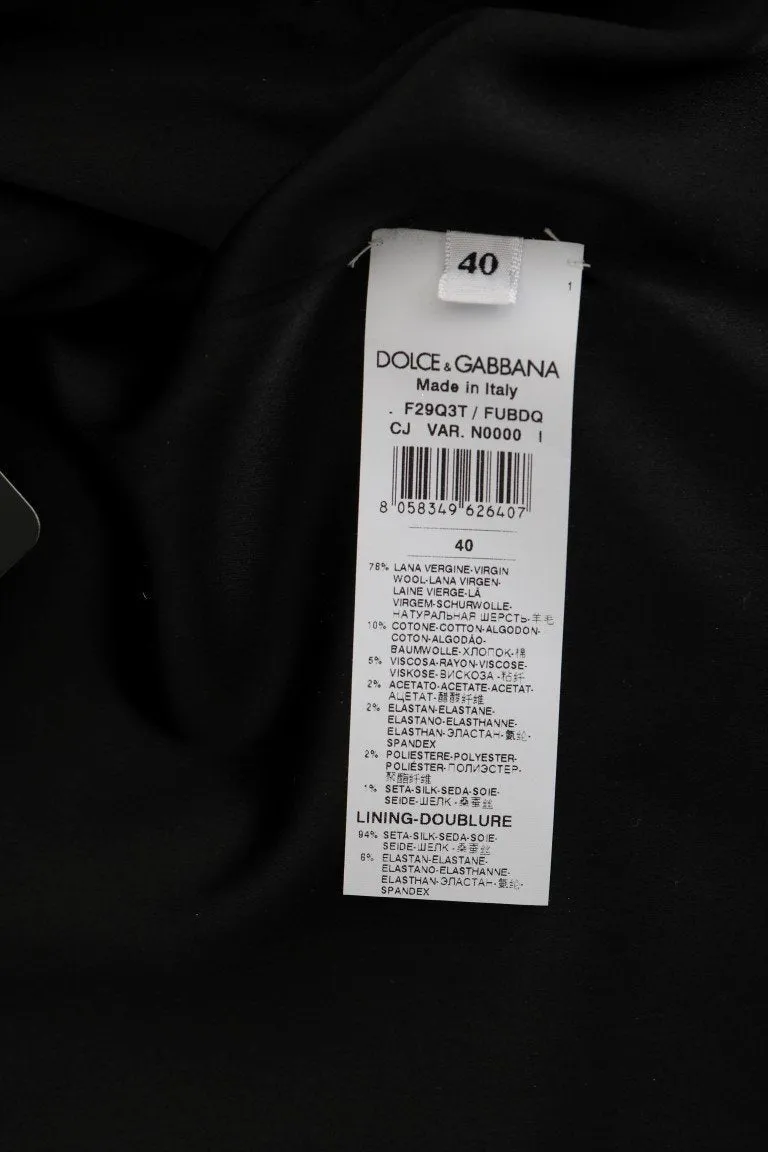 40
1
DOLCE & GABBANA
Made in Italy
. F29Q3T / FUBDQ
CJ VAR. N0000 I
8 058349 626407
40
78% LANA VERGINE-VIRGIN
WOOL-LANA VIRGEN-
LAINE VIERGE-LÃ
VIRGEM-SCHURWOLLE-
НАТУРАЛЬНАЯ ШЕРСТЬ-羊毛
10% COTONE-COTTON-ALGODON-
COTON-ALGODÃO-
BAUMWOLLE-ХЛОПОК-棉
5% VISCOSA-RAYON-VISCOSE-
VISKOSE-ВИСКОЗА-粘纤
2% ACETATO-ACETATE-ACETAT-
АЦЕТАТ-醋酸纤维
2% ELASTAN-ELASTANE-
ELASTANO-ELASTHANNE-
ELASTHAN-ЭЛАСТАН-氨纶-
SPANDEX
2% POLIESTERE-POLYESTER-
POLIÉSTER-ПОЛИЭСТЕР-
聚酯纤维
1% SETA-SILK-SEDA-SOIE-
SEIDE-ШЕЛК-桑蚕丝
LINING-DOUBLURE
94% SETA-SILK-SEDA-SOIE-
SEIDE-ШЕЛК-桑蚕丝
6% ELASTAN-ELASTANE-
ELASTANO-ELASTHANNE-
ELASTHAN-ЭЛАСТАН-氨纶-
SPANDEX